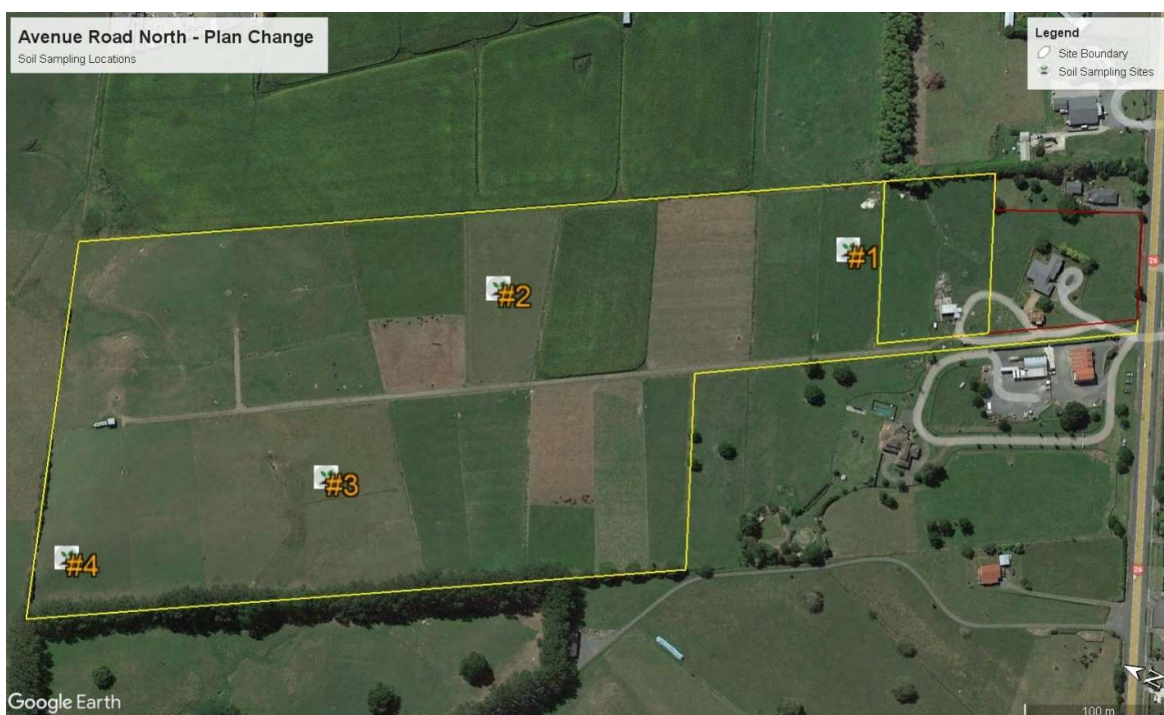 Avenue Road North - Plan Change
Soil Sampling Locations
Legend
Site Boundary
Soil Sampling Sites
26
#1
#2
#3
#4
26
Google Earth
N
100 m